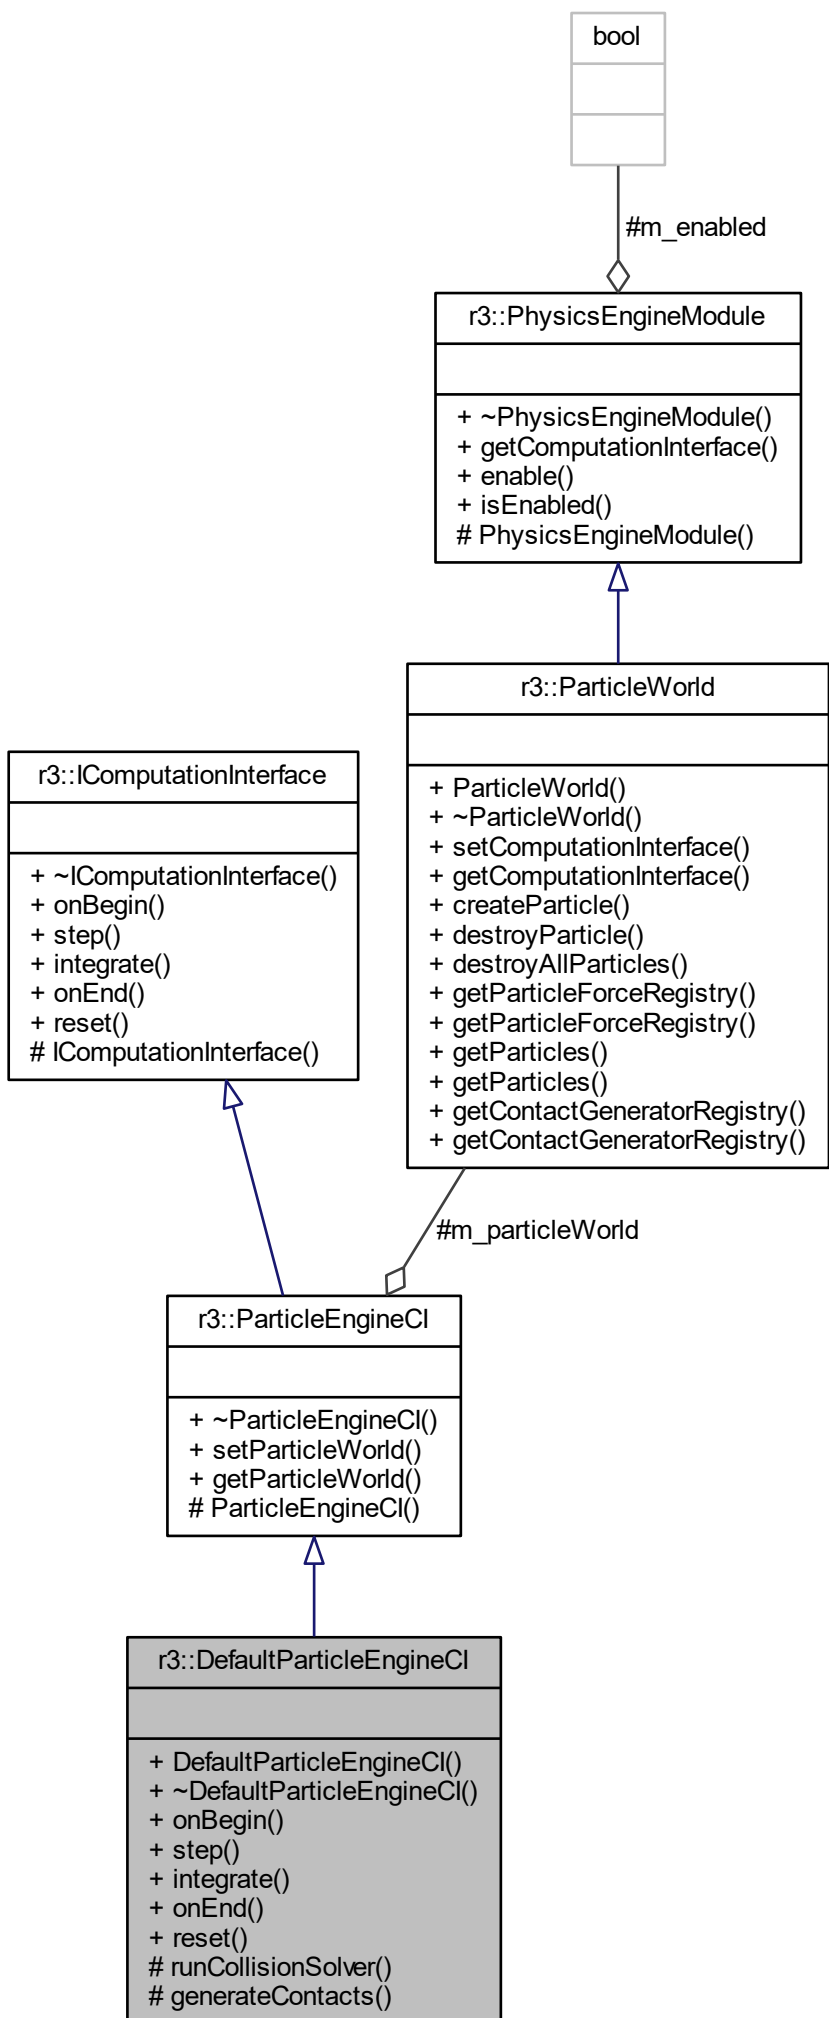 bool
#m_enabled
r3::PhysicsEngineModule
+ ~PhysicsEngineModule()
+ getComputationInterface()
+ enable()
+ isEnabled()
# PhysicsEngineModule()
r3::ParticleWorld
+ ParticleWorld()
+ ~ParticleWorld()
+ setComputationInterface()
+ getComputationInterface()
+ createParticle()
+ destroyParticle()
+ destroyAllParticles()
+ getParticleForceRegistry()
+ getParticleForceRegistry()
+ getParticles()
+ getParticles()
+ getContactGeneratorRegistry()
+ getContactGeneratorRegistry()
r3::IComputationInterface
+ ~IComputationInterface()
+ onBegin()
+ step()
+ integrate()
+ onEnd()
+ reset()
# IComputationInterface()
#m_particleWorld
r3::ParticleEngineCI
+ ~ParticleEngineCI()
+ setParticleWorld()
+ getParticleWorld()
# ParticleEngineCI()
r3::DefaultParticleEngineCI
+ DefaultParticleEngineCI()
+ ~DefaultParticleEngineCI()
+ onBegin()
+ step()
+ integrate()
+ onEnd()
+ reset()
# runCollisionSolver()
# generateContacts()